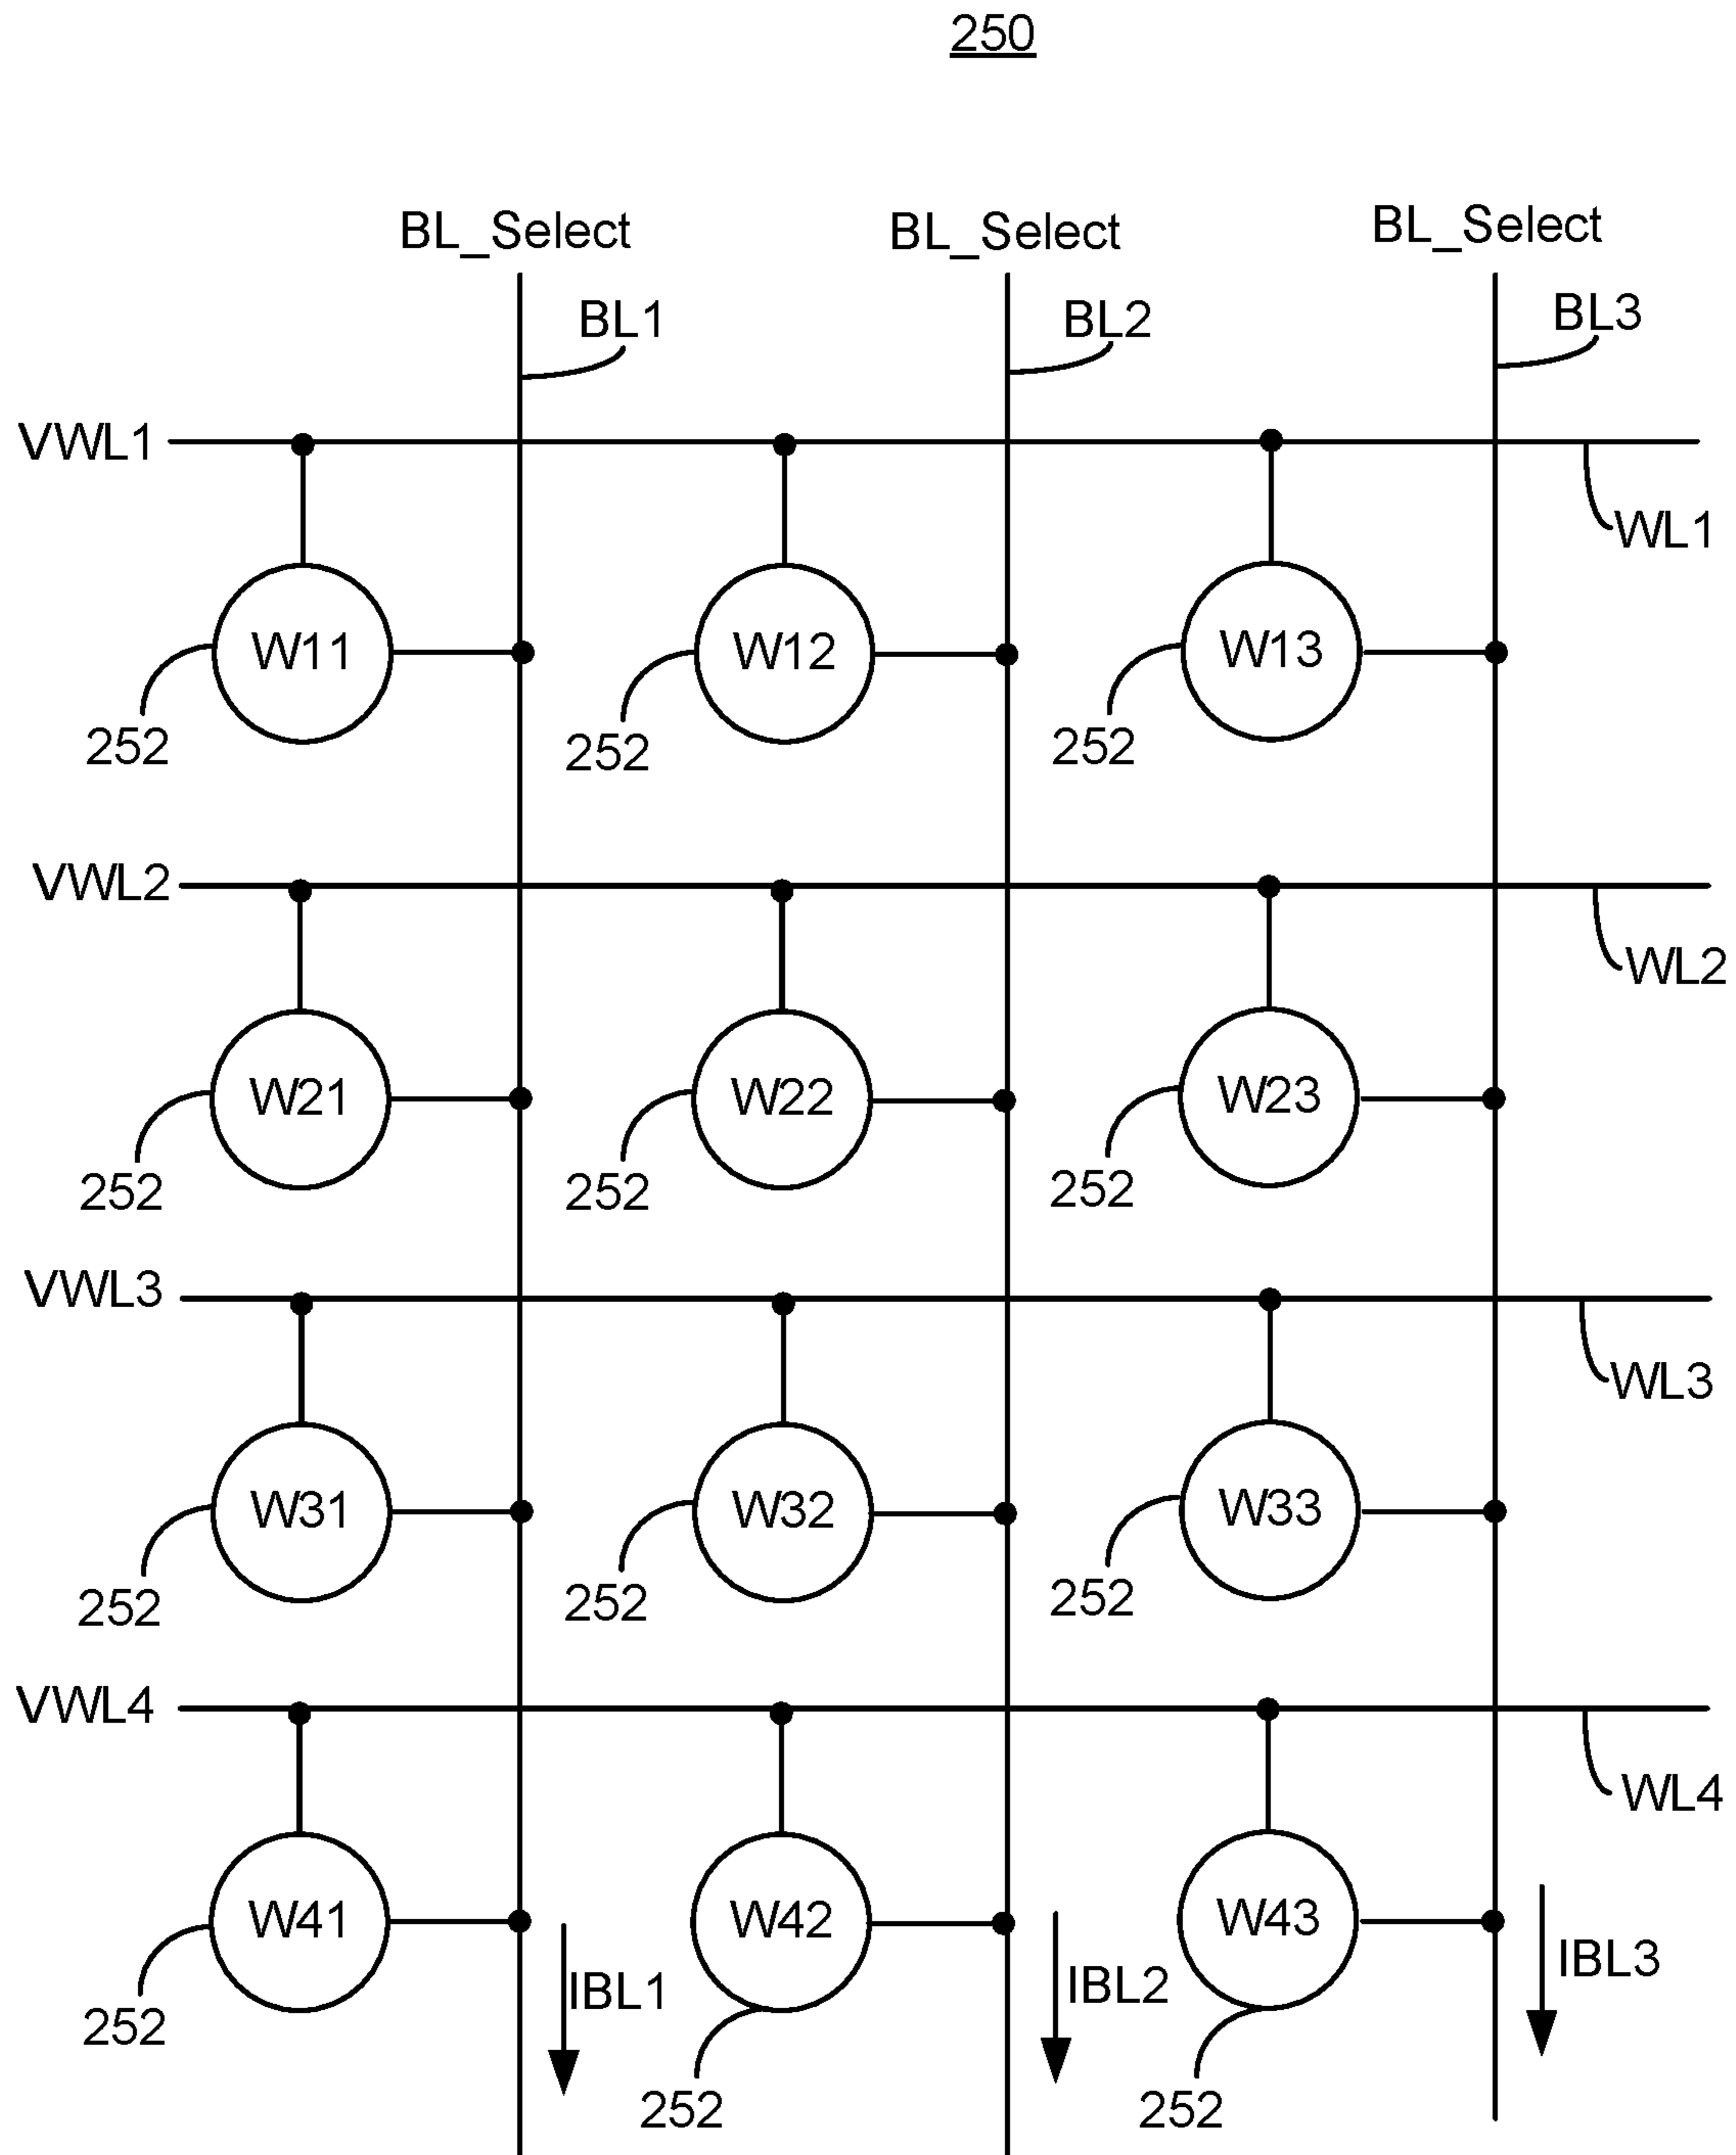 250
BL_Select BL_Select BL_Select
BL1 BL2 BL3
VWL1
WL1
W11 W12 W13
252 252 252
VWL2
WL2
W21 W22 W23
252 252 252
VWL3
WL3
W31 W32 W33
252 252 252
VWL4
WL4
W41 W42 W43
IBL1 IBL2 IBL3
252 252 252